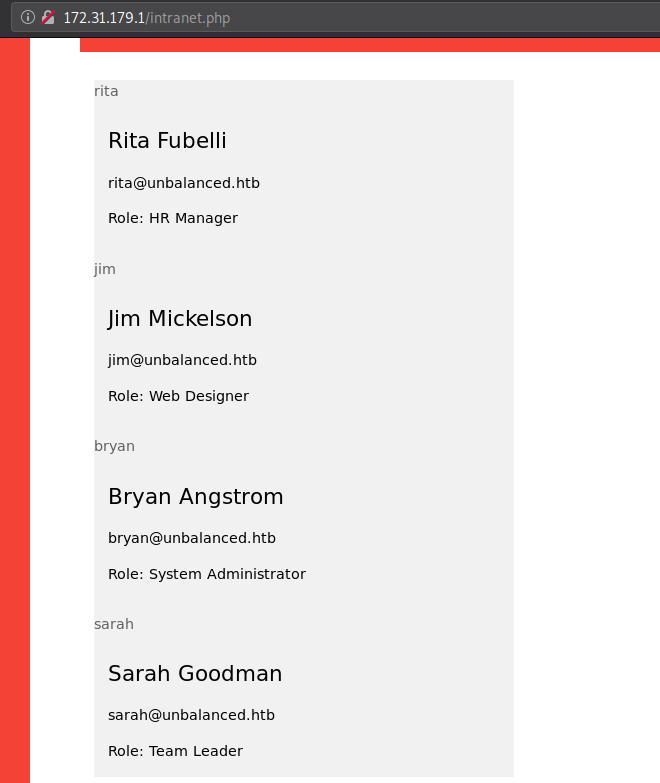 172.31.179.1/intranet.php
rita
Rita Fubelli
rita@unbalanced.htb
Role: HR Manager
jim
Jim Mickelson
jim@unbalanced.htb
Role: Web Designer
bryan
Bryan Angstrom
bryan@unbalanced.htb
Role: System Administrator
sarah
Sarah Goodman
sarah@unbalanced.htb
Role: Team Leader